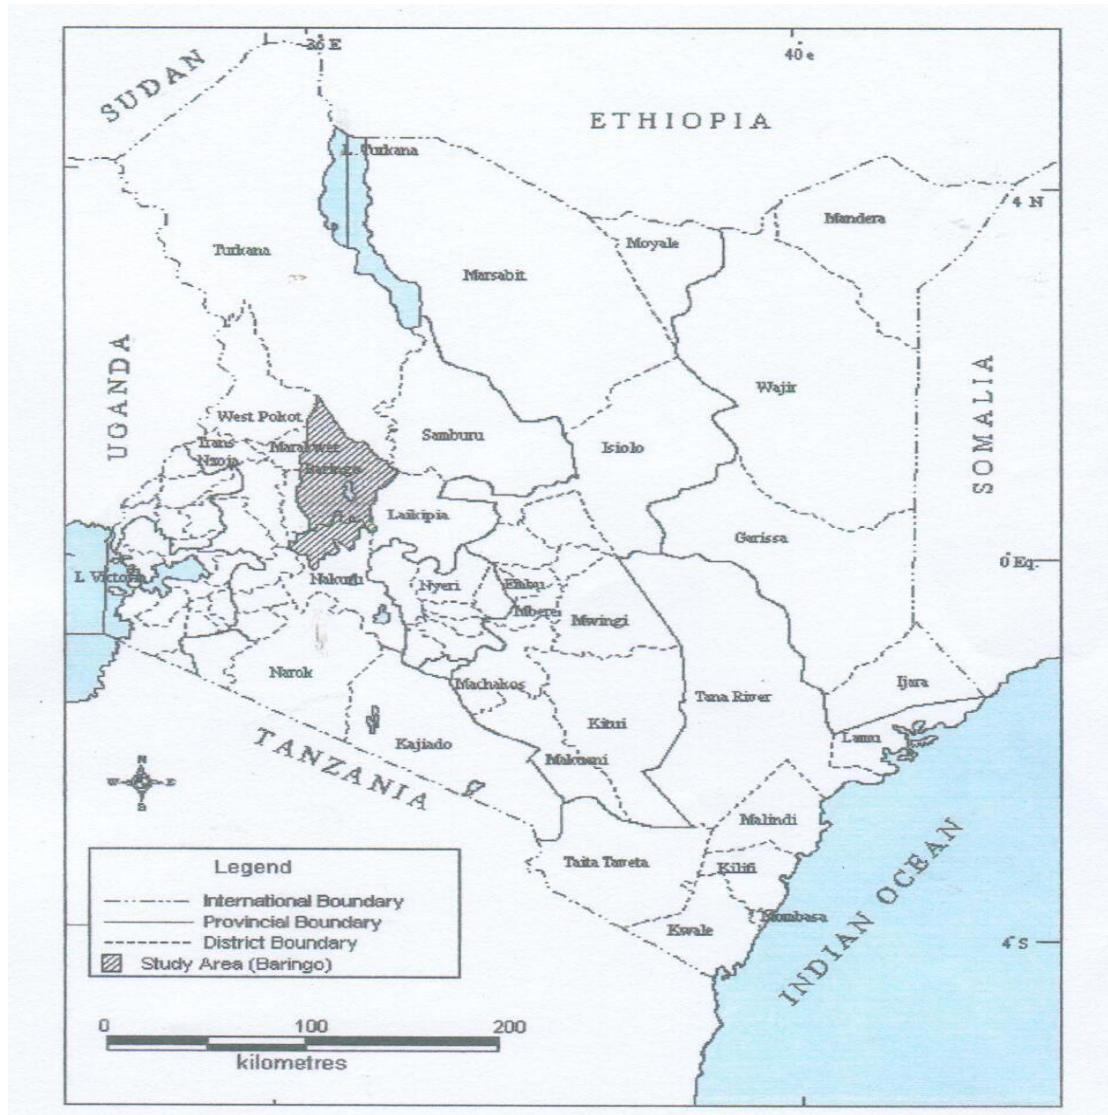 36 E
40 e
SUDAN
ETHIOPIA
L. Turkana
4 N
Mandera
Moyale
Turkana
Marsabit
UGANDA
SOMALIA
Wajir
West Pokot
Samburu
Isiolo
Trans
Nzoia
Marakwet
Baringo
Laikipia
Garissa
0 Eq.
L Victoria
Nakuru
Nyeri
Embu
Mbere
Mwingi
Narok
Machakos
Ijara
Tana River
Kitui
Lamu
Kajiado
TANZANIA
Makueni
N
W
E
S
Malindi
Taita Taveta
Kilifi
INDIAN OCEAN
Mombasa
Kwale
4° S
Legend
International Boundary
Provincial Boundary
District Boundary
Study Area (Baringo)
0 100 200
kilometres